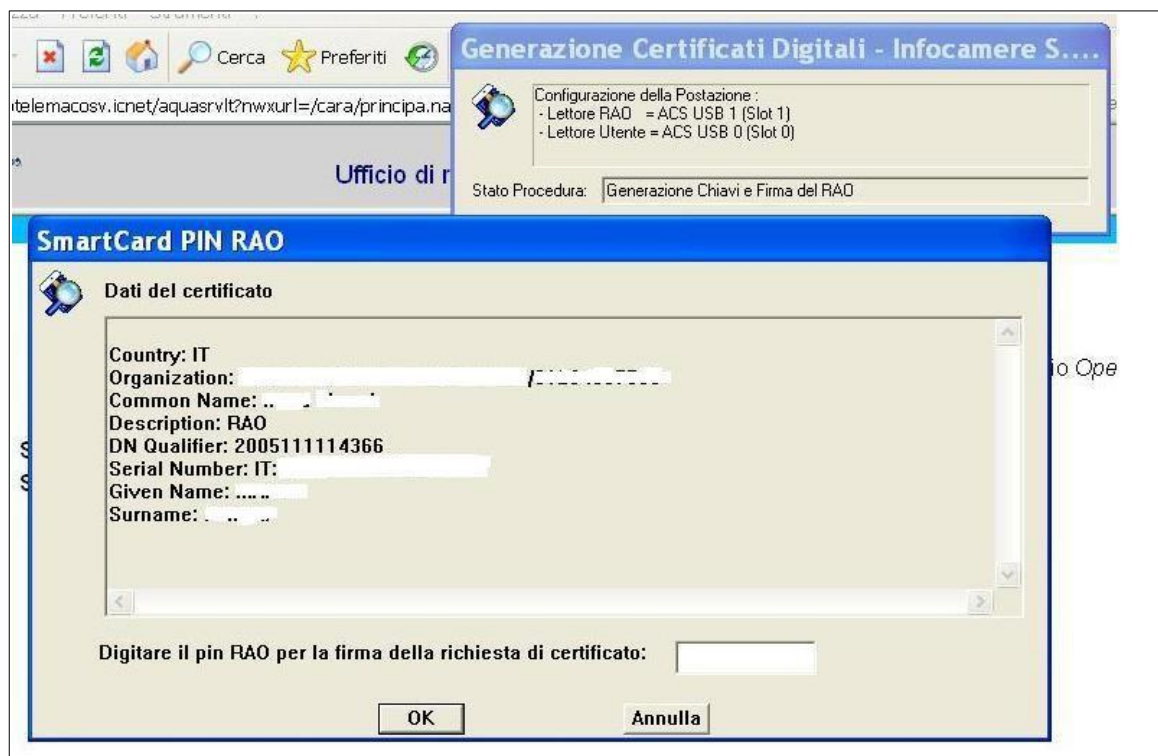 Cerca Preferiti
Generazione Certificati Digitali - Infocamere S....
Configurazione della Postazione :
- Lettore RAO = ACS USB 1 (Slot 1)
- Lettore Utente = ACS USB 0 (Slot 0)
telemacosv.icnet/aquasrvlt?nwxurl=/cara/principa.na
Ufficio di r
Stato Procedura: Generazione Chiavi e Firma del RAO
SmartCard PIN RAO
Dati del certificato
Country: IT
Organization:
Common Name:
Description: RAO
DN Qualifier: 2005111114366
Serial Number: IT:
Given Name:
Surname:
io Ope
S
S
Digitare il pin RAO per la firma della richiesta di certificato:
OK Annulla